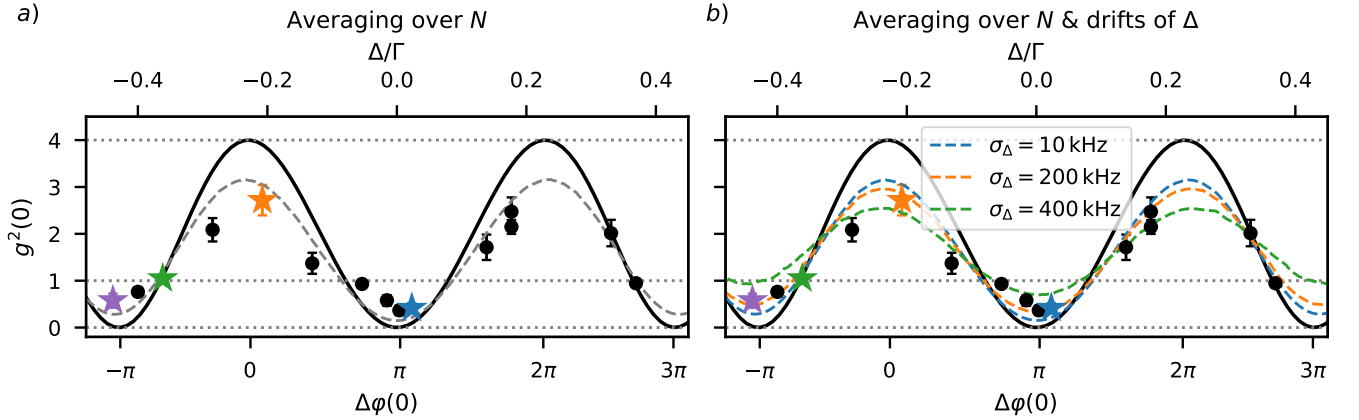 a)
Averaging over N
Δ/Γ
−0.4 −0.2 0.0 0.2 0.4
g²(0)
4
3
2
1
0
−π 0 π 2π 3π
Δφ(0)
b)
Averaging over N & drifts of Δ
Δ/Γ
−0.4 −0.2 0.0 0.2 0.4
σ_Δ = 10 kHz
σ_Δ = 200 kHz
σ_Δ = 400 kHz
−π 0 π 2π 3π
Δφ(0)